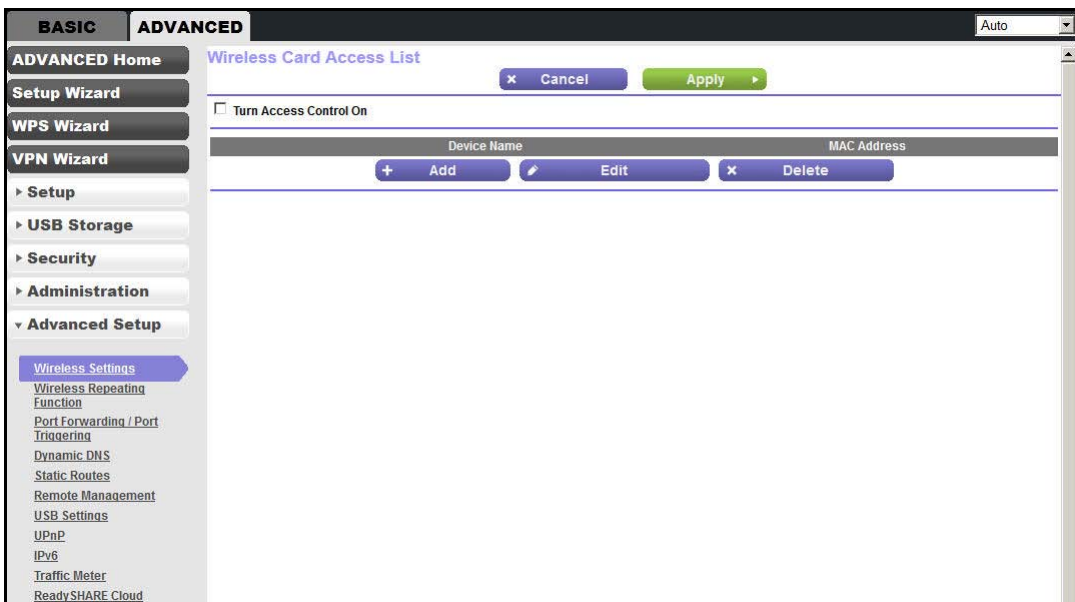 BASIC
ADVANCED
Auto
ADVANCED Home
Setup Wizard
WPS Wizard
VPN Wizard
Setup
USB Storage
Security
Administration
Advanced Setup
Wireless Settings
Wireless Repeating
Function
Port Forwarding / Port
Triggering
Dynamic DNS
Static Routes
Remote Management
USB Settings
UPnP
IPv6
Traffic Meter
ReadySHARE Cloud
Wireless Card Access List
Cancel
Apply
Turn Access Control On
Device Name
MAC Address
Add
Edit
Delete